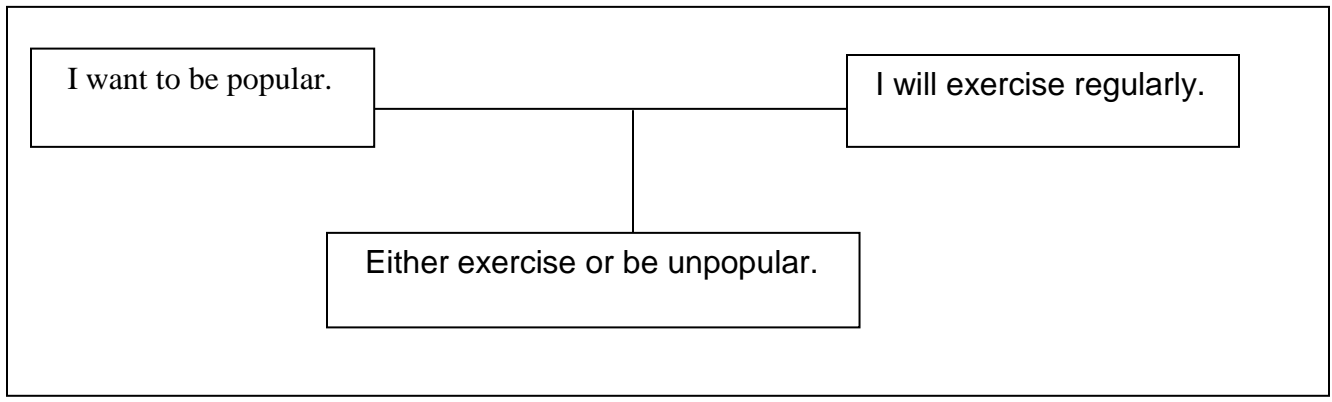 I want to be popular.
I will exercise regularly.
Either exercise or be unpopular.